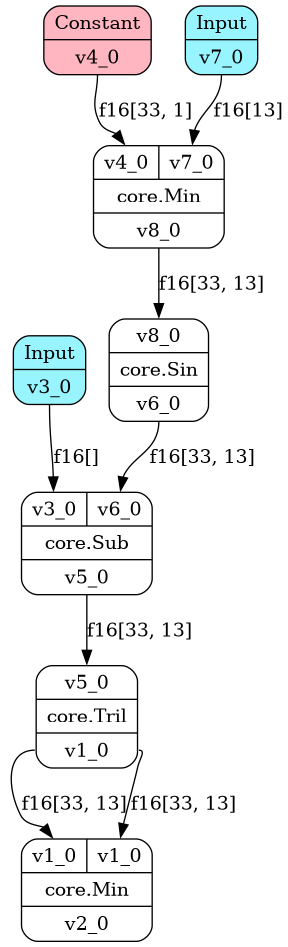 Constant
v4_0
Input
v7_0
f16[33, 1]
f16[13]
v4_0
v7_0
core.Min
v8_0
f16[33, 13]
v8_0
core.Sin
v6_0
Input
v3_0
f16[]
f16[33, 13]
v3_0
v6_0
core.Sub
v5_0
f16[33, 13]
v5_0
core.Tril
v1_0
f16[33, 13]
f16[33, 13]
v1_0
v1_0
core.Min
v2_0